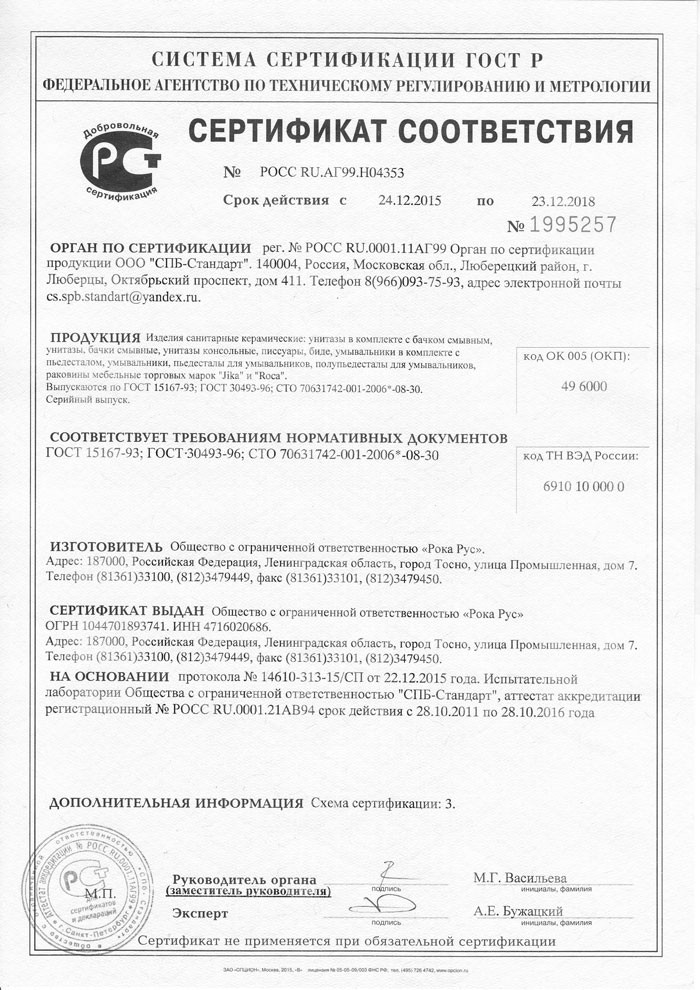 СИСТЕМА СЕРТИФИКАЦИИ ГОСТ Р
ФЕДЕРАЛЬНОЕ АГЕНТСТВО ПО ТЕХНИЧЕСКОМУ РЕГУЛИРОВАНИЮ И МЕТРОЛОГИИ
Добровольная
РСТ
сертификация
СЕРТИФИКАТ СООТВЕТСТВИЯ
№ РОСС RU.АГ99.Н04353
Срок действия с 24.12.2015 по 23.12.2018
№ 1995257
ОРГАН ПО СЕРТИФИКАЦИИ рег. № РОСС RU.0001.11АГ99 Орган по сертификации
продукции ООО "СПБ-Стандарт". 140004, Россия, Московская обл., Люберецкий район, г.
Люберцы, Октябрьский проспект, дом 411. Телефон 8(966)093-75-93, адрес электронной почты
cs.spb.standart@yandex.ru.
ПРОДУКЦИЯ Изделия санитарные керамические: унитазы в комплекте с бачком смывным,
унитазы, бачки смывные, унитазы консольные, писсуары, биде, умывальники в комплекте с
пьедесталом, умывальники, пьедесталы для умывальников, полупьедесталы для умывальников,
раковины мебельные торговых марок "Jika" и "Roca".
Выпускаются по ГОСТ 15167-93; ГОСТ 30493-96; СТО 70631742-001-2006*-08-30.
Серийный выпуск.
код ОК 005 (ОКП):
49 6000
СООТВЕТСТВУЕТ ТРЕБОВАНИЯМ НОРМАТИВНЫХ ДОКУМЕНТОВ
ГОСТ 15167-93; ГОСТ 30493-96; СТО 70631742-001-2006*-08-30
код ТН ВЭД России:
6910 10 000 0
ИЗГОТОВИТЕЛЬ Общество с ограниченной ответственностью «Рока Рус».
Адрес: 187000, Российская Федерация, Ленинградская область, город Тосно, улица Промышленная, дом 7.
Телефон (81361)33100, (812)3479449, факс (81361)33101, (812)3479450.
СЕРТИФИКАТ ВЫДАН Общество с ограниченной ответственностью «Рока Рус»
ОГРН 1044701893741. ИНН 4716020686.
Адрес: 187000, Российская Федерация, Ленинградская область, город Тосно, улица Промышленная, дом 7.
Телефон (81361)33100, (812)3479449, факс (81361)33101, (812)3479450.
НА ОСНОВАНИИ протокола № 14610-313-15/СП от 22.12.2015 года. Испытательной
лаборатории Общества с ограниченной ответственностью "СПБ-Стандарт", аттестат аккредитации
регистрационный № РОСС RU.0001.21АВ94 срок действия с 28.10.2011 по 28.10.2016 года
ДОПОЛНИТЕЛЬНАЯ ИНФОРМАЦИЯ Схема сертификации: 3.
Аттестат аккредитации № РОСС RU.0001.11АГ99
для
сертификатов
и деклараций
г.Санкт-Петербург
М.П.
Руководитель органа
(заместитель руководителя)
подпись
М.Г. Васильева
инициалы, фамилия
Эксперт
подпись
А.Е. Бужацкий
инициалы, фамилия
Сертификат не применяется при обязательной сертификации